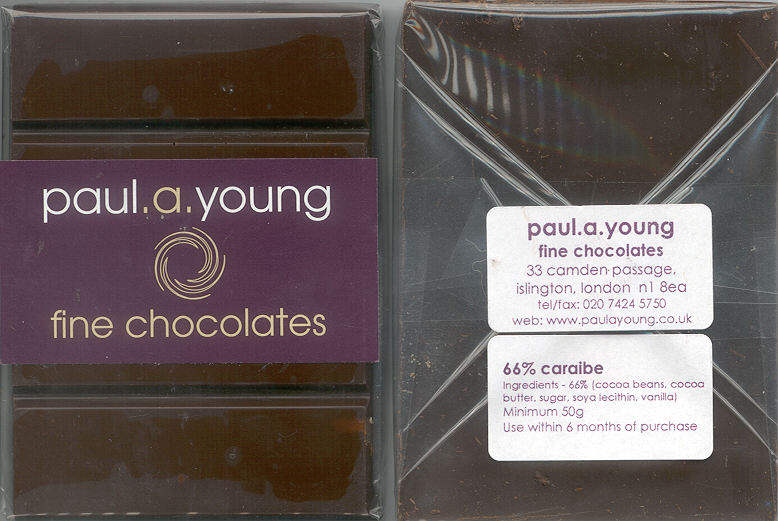 paul.a.young
fine chocolates
paul.a.young
fine chocolates
33 camden passage,
islington, london n1 8ea
tel/fax: 020 7424 5750
web: www.paulayoung.co.uk
66% caraibe
Ingredients - 66% (cocoa beans, cocoa
butter, sugar, soya lecithin, vanilla)
Minimum 50g
Use within 6 months of purchase